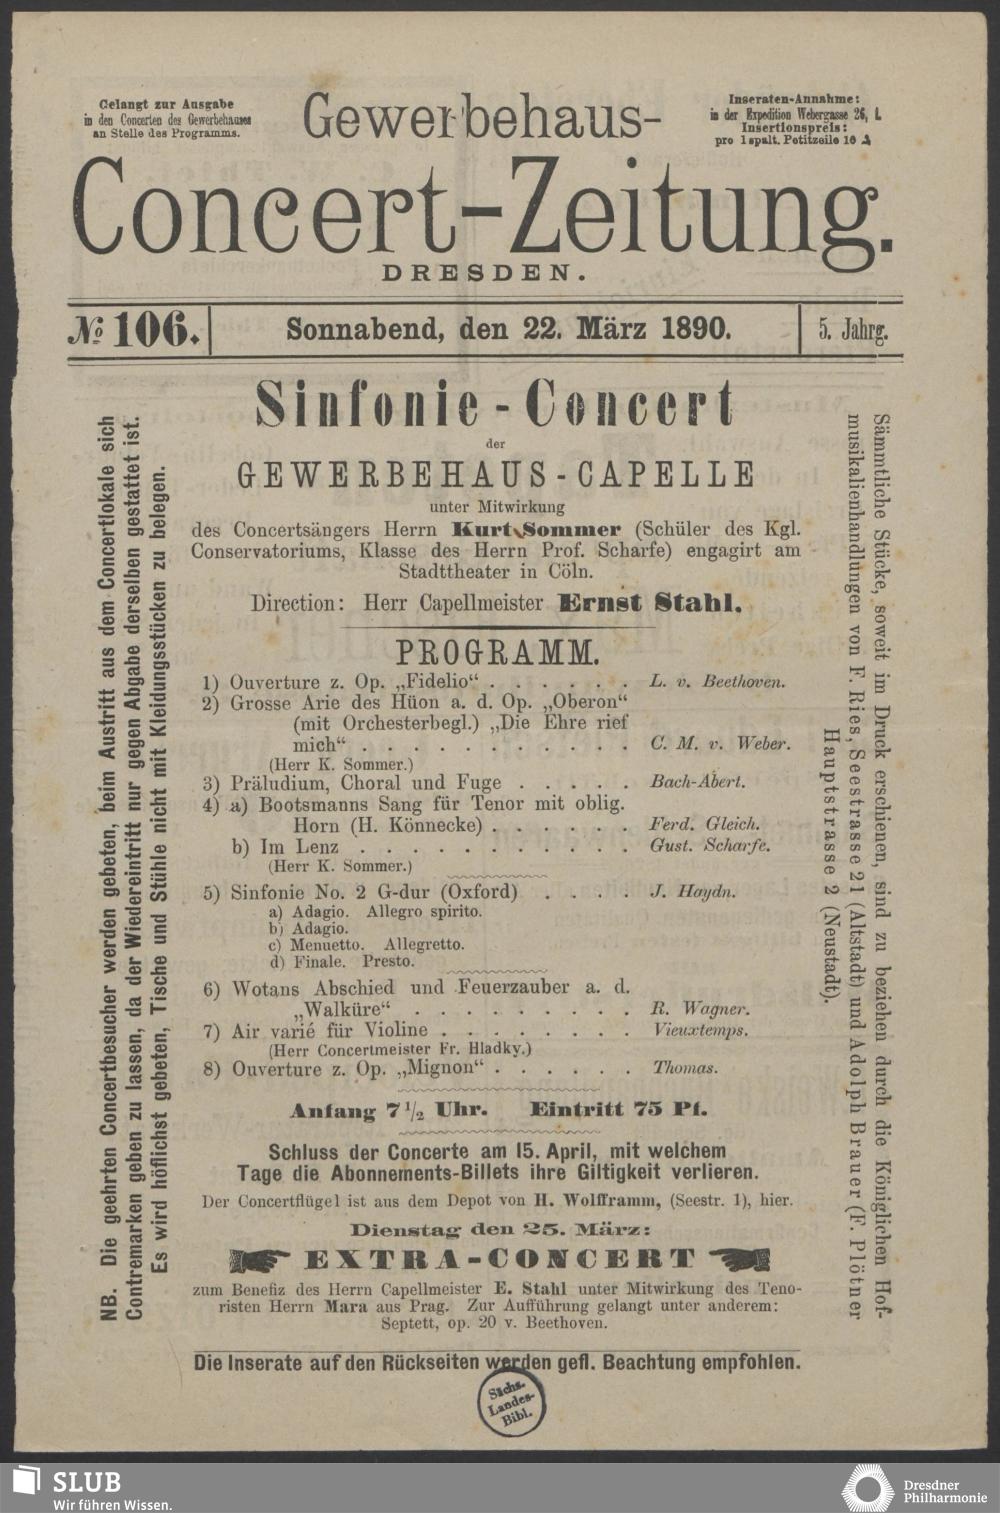 Gelangt zur Ausgabe
in den Concerten des Gewerbehauses
an Stelle des Programms.
Gewerbehaus-
Inseraten-Annahme:
in der Expedition Webergasse 26, I.
Insertionspreis:
pro 1 spalt. Petitzeile 10 ₰
Concert-Zeitung.
DRESDEN.
№ 106.
Sonnabend, den 22. März 1890.
5. Jahrg.
NB. Die geehrten Concertbesucher werden gebeten, beim Austritt aus dem Concertlokale sich
Contremarken geben zu lassen, da der Wiedereintritt nur gegen Abgabe derselben gestattet ist.
Es wird höflichst gebeten, Tische und Stühle nicht mit Kleidungsstücken zu belegen.
Sinfonie-Concert
der
GEWERBEHAUS-CAPELLE
unter Mitwirkung
des Concertsängers Herrn Kurt Sommer (Schüler des Kgl.
Conservatoriums, Klasse des Herrn Prof. Scharfe) engagirt am
Stadttheater in Cöln.
Direction: Herr Capellmeister Ernst Stahl.
PROGRAMM.
1) Ouverture z. Op. „Fidelio“ . . . . . . L. v. Beethoven.
2) Grosse Arie des Hüon a. d. Op. „Oberon“
(mit Orchesterbegl.) „Die Ehre rief
mich“ . . . . . . . . . . . C. M. v. Weber.
(Herr K. Sommer.)
3) Präludium, Choral und Fuge . . . . . Bach-Abert.
4) a) Bootsmanns Sang für Tenor mit oblig.
Horn (H. Könnecke) . . . . . . Ferd. Gleich.
b) Im Lenz . . . . . . . . . . . Gust. Scharfe.
(Herr K. Sommer.)
5) Sinfonie No. 2 G-dur (Oxford) . . . . J. Haydn.
a) Adagio. Allegro spirito.
b) Adagio.
c) Menuetto. Allegretto.
d) Finale. Presto.
6) Wotans Abschied und Feuerzauber a. d.
„Walküre“ . . . . . . . . . R. Wagner.
7) Air varié für Violine . . . . . . . . Vieuxtemps.
(Herr Concertmeister Fr. Hladky.)
8) Ouverture z. Op. „Mignon“ . . . . . . Thomas.
Anfang 7 1/2 Uhr. Eintritt 75 Pf.
Schluss der Concerte am 15. April, mit welchem
Tage die Abonnements-Billets ihre Giltigkeit verlieren.
Der Concertflügel ist aus dem Depot von H. Wolfframm, (Seestr. 1), hier.
Dienstag den 25. März:
EXTRA-CONCERT
zum Benefiz des Herrn Capellmeister E. Stahl unter Mitwirkung des Teno-
risten Herrn Mara aus Prag. Zur Aufführung gelangt unter anderem:
Septett, op. 20 v. Beethoven.
Sämmtliche Stücke, soweit im Druck erschienen, sind zu beziehen durch die Königlichen Hof-
musikalienhandlungen von F. Ries, Seestrasse 21 (Altstadt) und Adolph Brauer (F. Plötner
Hauptstrasse 2 (Neustadt).
Die Inserate auf den Rückseiten werden gefl. Beachtung empfohlen.
Sächs.
Landes-
Bibl.
SLUB
Wir führen Wissen.
Dresdner
Philharmonie